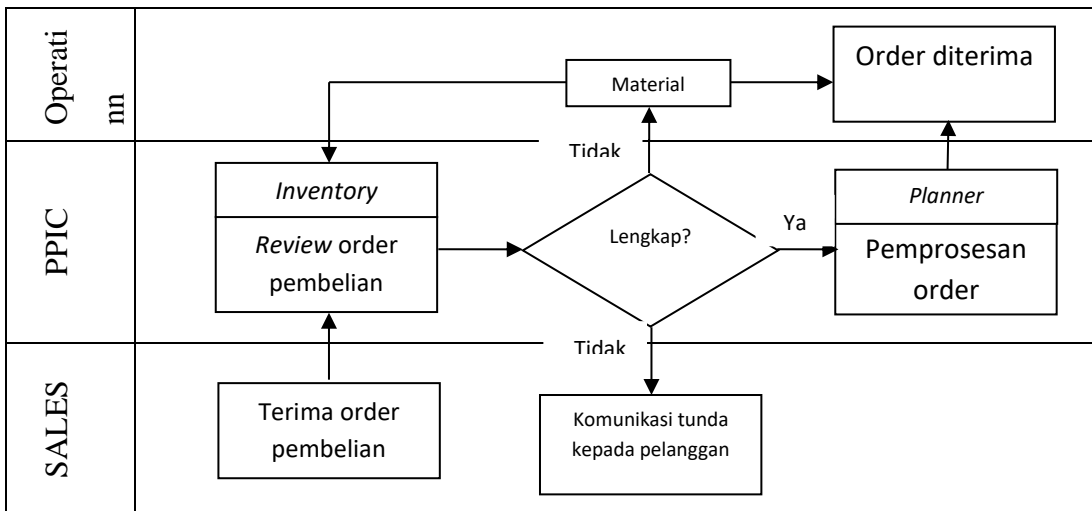 Operati
nn
Material
Order diterima
PPIC
Inventory
Review order
pembelian
Tidak
Lengkap?
Ya
Planner
Pemprosesan
order
Tidak
SALES
Terima order
pembelian
Komunikasi tunda
kepada pelanggan